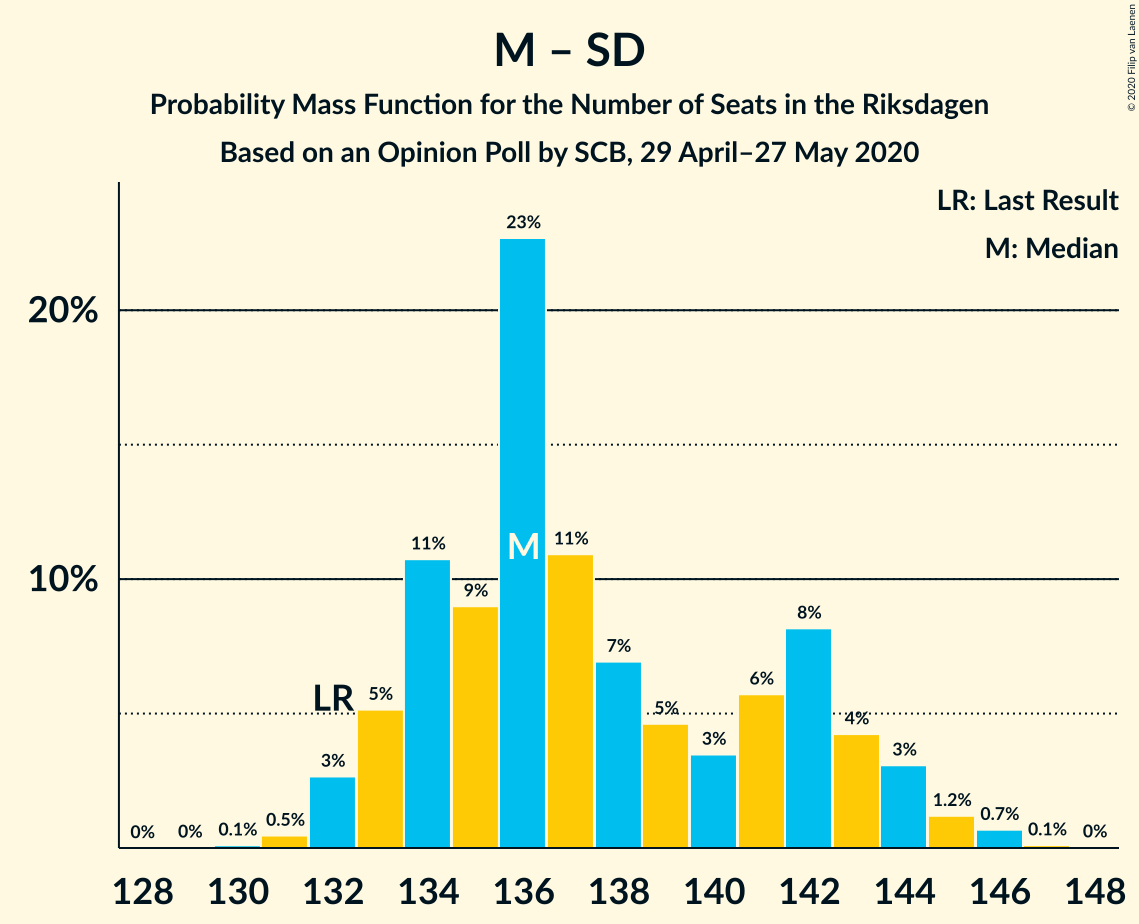 M – SD
Probability Mass Function for the Number of Seats in the Riksdagen
Based on an Opinion Poll by SCB, 29 April–27 May 2020
© 2020 Filip van Laenen
LR: Last Result
M: Median
20%
10%
0% 0% 0.1% 0.5% 3% 5% 11% 9% 23% 11% 7% 5% 3% 6% 8% 4% 3% 1.2% 0.7% 0.1% 0%
LR
M
128 130 132 134 136 138 140 142 144 146 148